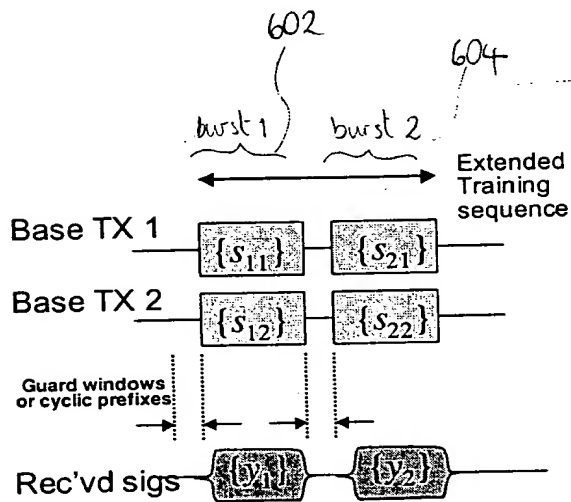 602
604
burst 1
burst 2
Extended
Training
sequence
Base TX 1
{s₁₁}
{s₂₁}
Base TX 2
{s₁₂}
{s₂₂}
Guard windows
or cyclic prefixes
Rec'vd sigs
{y₁}
{y₂}